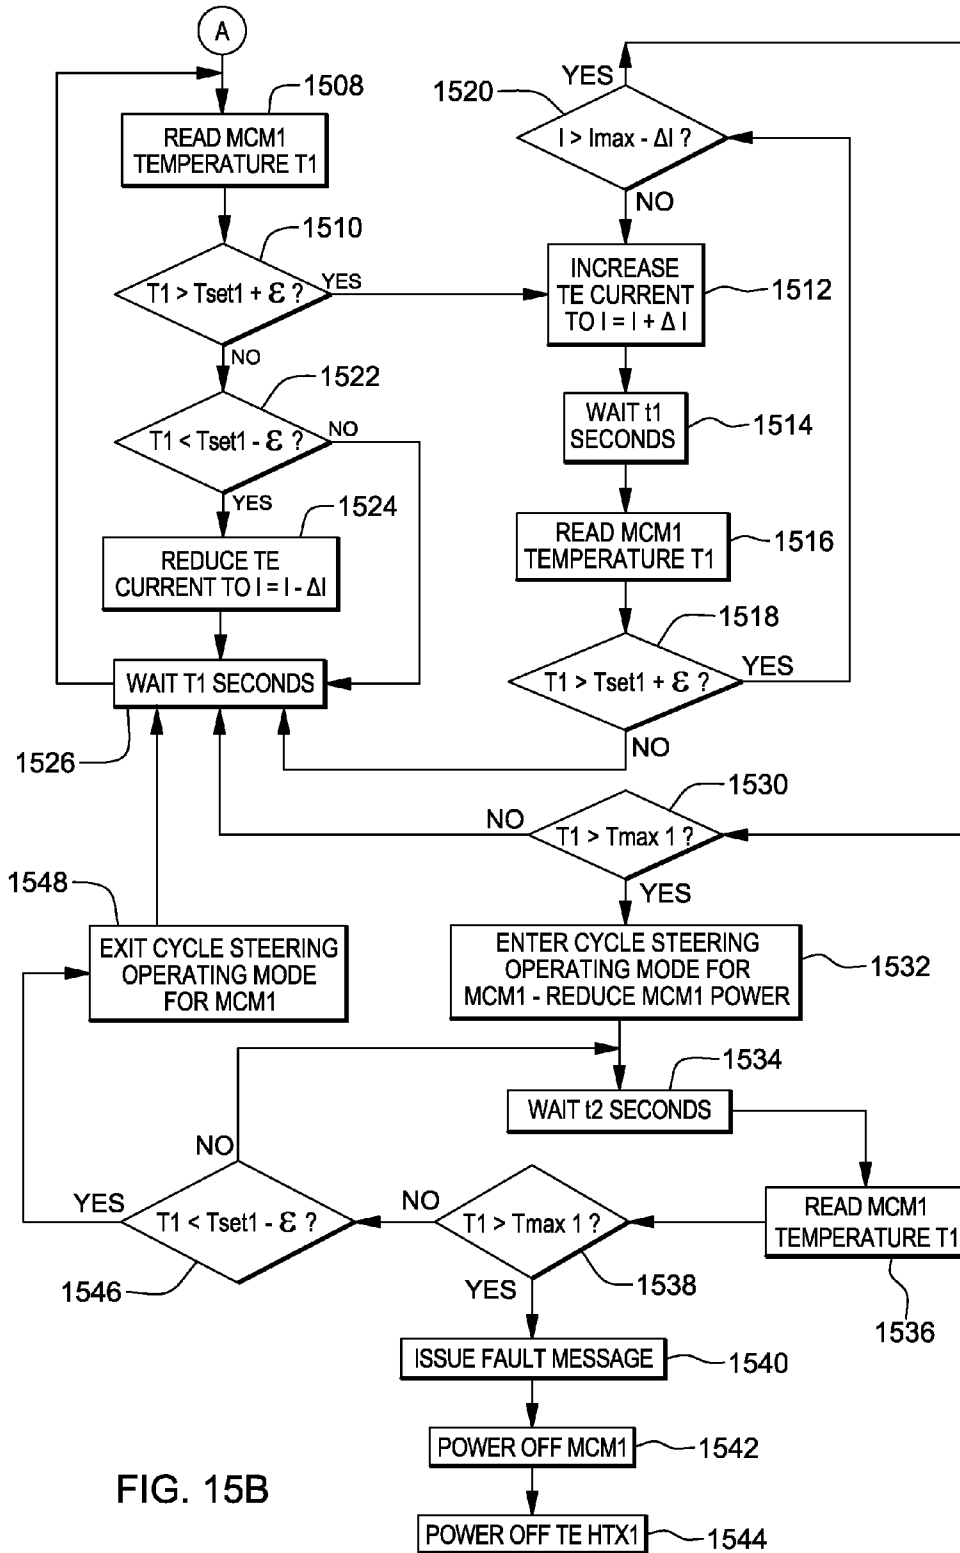 A
1508
READ MCM1
TEMPERATURE T1
1510
T1 > Tset1 + ε ?
YES
NO
1522
T1 < Tset1 - ε ?
NO
YES
1524
REDUCE TE
CURRENT TO I = I - ΔI
WAIT T1 SECONDS
1526
YES
1520
I > Imax - ΔI ?
NO
INCREASE
TE CURRENT
TO I = I + Δ I
1512
WAIT t1
SECONDS
1514
READ MCM1
TEMPERATURE T1
1516
1518
T1 > Tset1 + ε ?
YES
NO
1530
T1 > Tmax 1 ?
NO
YES
ENTER CYCLE STEERING
OPERATING MODE FOR
MCM1 - REDUCE MCM1 POWER
1532
1534
WAIT t2 SECONDS
READ MCM1
TEMPERATURE T1
1536
T1 > Tmax 1 ?
1538
NO
YES
T1 < Tset1 - ε ?
1546
NO
YES
1548
EXIT CYCLE STEERING
OPERATING MODE
FOR MCM1
ISSUE FAULT MESSAGE
1540
POWER OFF MCM1
1542
POWER OFF TE HTX1
1544
FIG. 15B